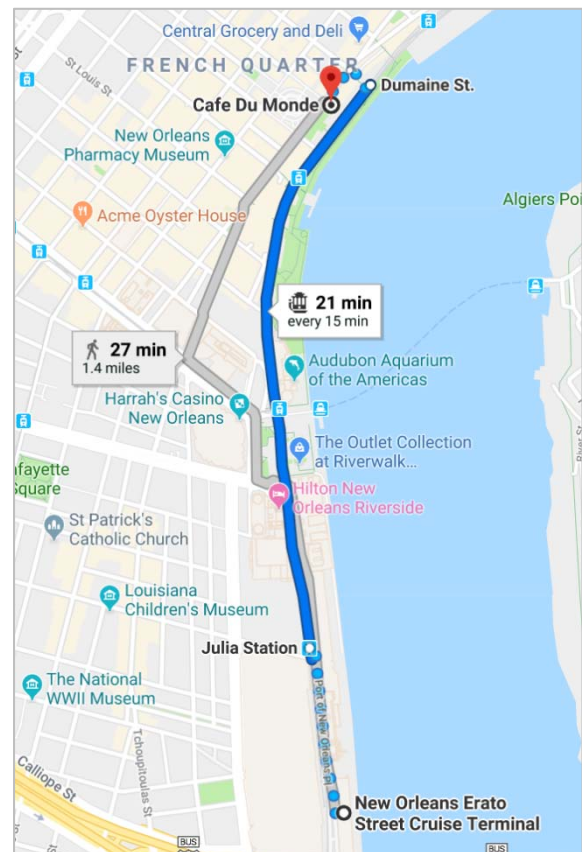 Central Grocery and Deli
St Louis St
FRENCH QUARTER
Dumaine St.
Cafe Du Monde
New Orleans
Pharmacy Museum
Acme Oyster House
Algiers Poi
21 min
every 15 min
27 min
1.4 miles
Audubon Aquarium
of the Americas
Harrah's Casino
New Orleans
The Outlet Collection
at Riverwalk...
afayette
Square
Hilton New
Orleans Riverside
River St
St Patrick's
Catholic Church
Louisiana
Children's Museum
Julia Station
The National
WWII Museum
Port of New Orleans Pl
Tchoupitoulas St
Calliope St
New Orleans Erato
Street Cruise Terminal
BUS
BUS